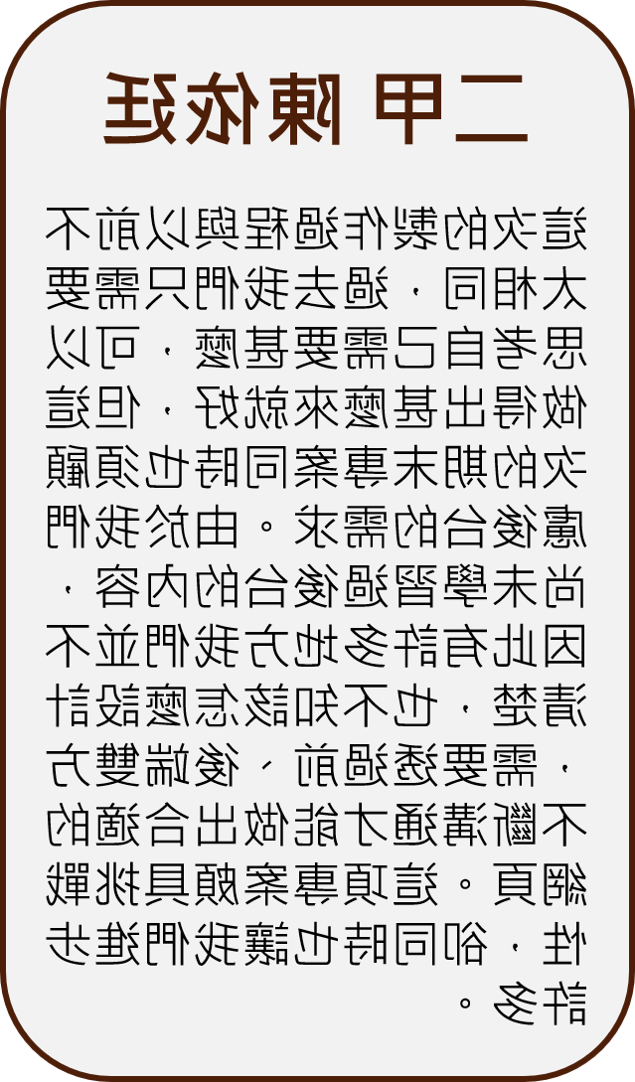 二甲 陳依廷
這次的製作過程與以前不
太相同，過去我們只需要
思考自己需要甚麼，可以
做得出甚麼來就好，但這
次的期末專案同時也須顧
慮後台的需求。由於我們
尚未學習過後台的內容，
因此有許多地方我們並不
清楚，也不知該怎麼設計
，需要透過前、後端雙方
不斷溝通才能做出合適的
網頁。這項專案頗具挑戰
性，卻同時也讓我們進步
許多。